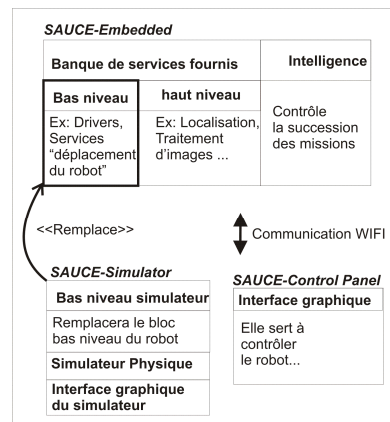 SAUCE-Embedded
Banque de services fournis
Intelligence
Bas niveau
haut niveau
Ex: Drivers,
Services
“déplacement
du robot”
Ex: Localisation,
Traitement
d'images ...
Contrôle
la succession
des missions
<<Remplace>>
Communication WIFI
SAUCE-Simulator
Bas niveau simulateur
Remplacera le bloc
bas niveau du robot
Simulateur Physique
Interface graphique
du simulateur
SAUCE-Control Panel
Interface graphique
Elle sert à
contrôler
le robot...